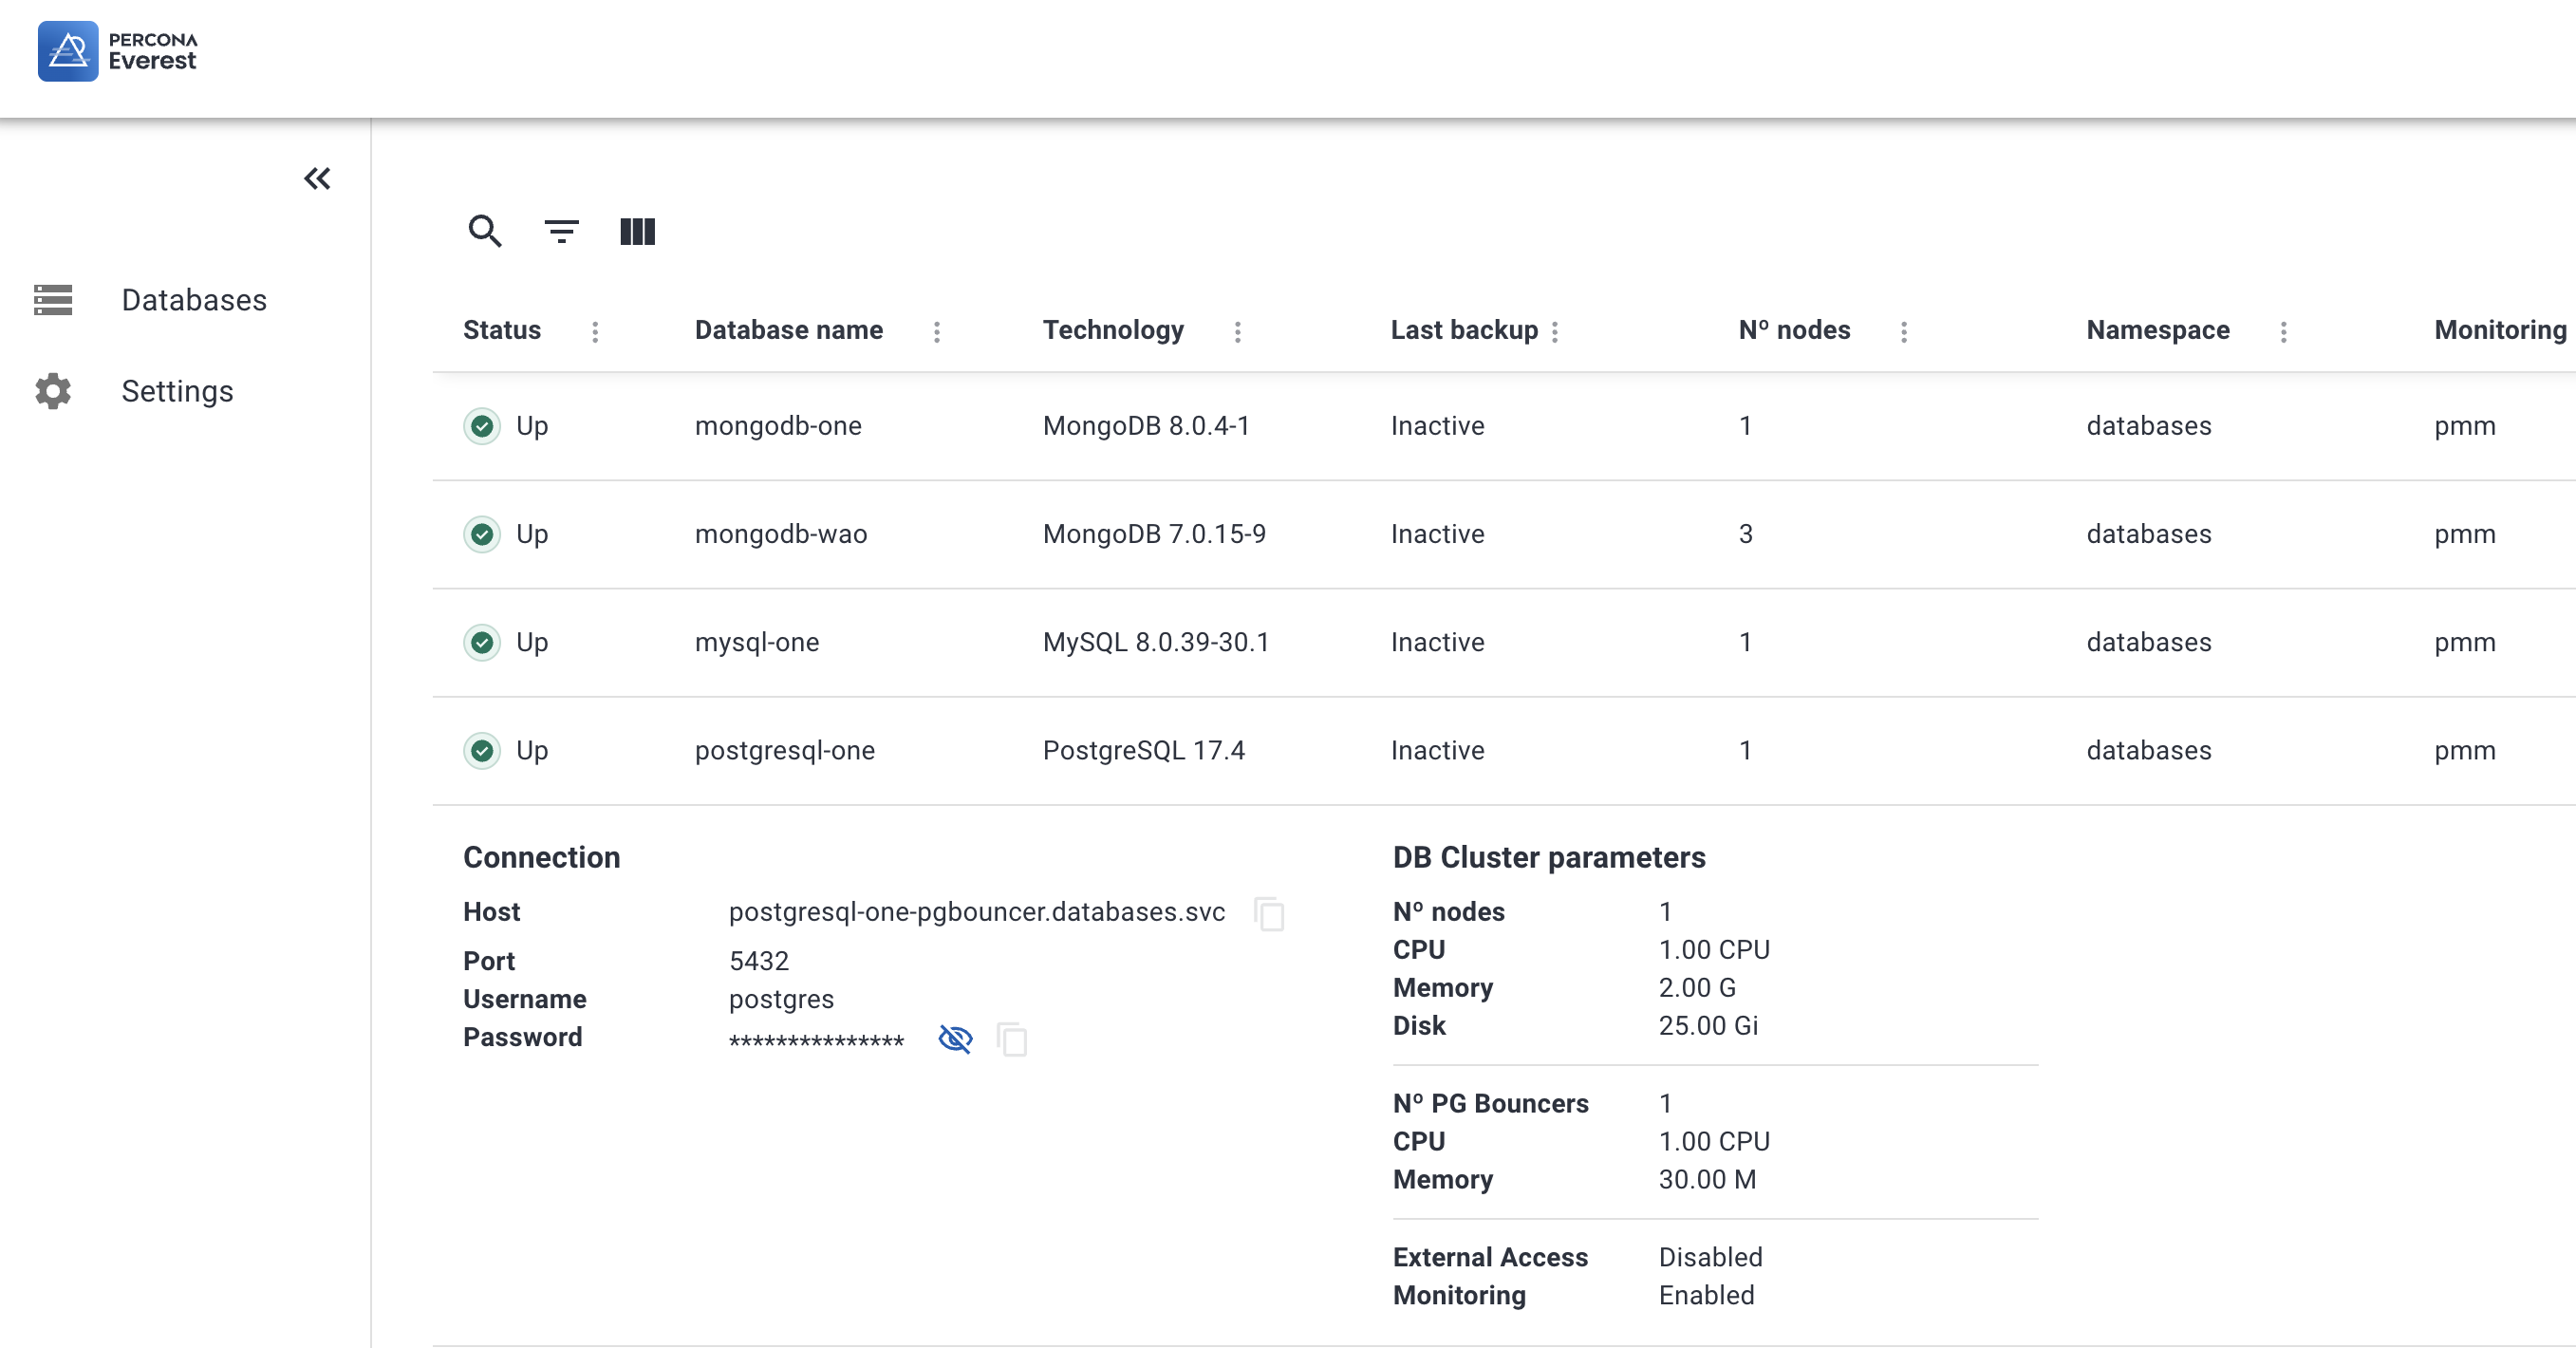 PERCONA
Everest
Databases
Settings
Status Database name Technology Last backup Nº nodes Namespace Monitoring
Up mongodb-one MongoDB 8.0.4-1 Inactive 1 databases pmm
Up mongodb-wao MongoDB 7.0.15-9 Inactive 3 databases pmm
Up mysql-one MySQL 8.0.39-30.1 Inactive 1 databases pmm
Up postgresql-one PostgreSQL 17.4 Inactive 1 databases pmm
Connection
Host postgresql-one-pgbouncer.databases.svc
Port 5432
Username postgres
Password ***************
DB Cluster parameters
Nº nodes 1
CPU 1.00 CPU
Memory 2.00 G
Disk 25.00 Gi
Nº PG Bouncers 1
CPU 1.00 CPU
Memory 30.00 M
External Access Disabled
Monitoring Enabled